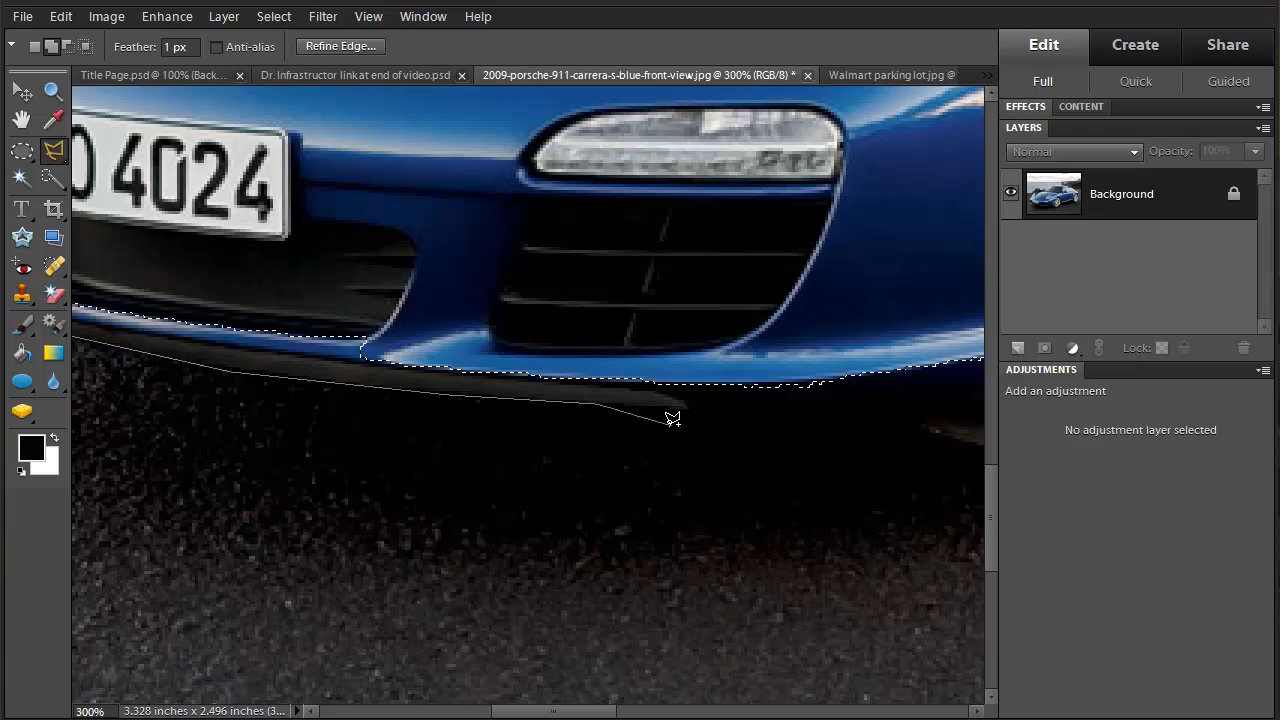 File Edit Image Enhance Layer Select Filter View Window Help
Feather: 1 px Anti-alias Refine Edge...
Edit Create Share
Title Page.psd @ 100% (Back... Dr. Infrastructor link at end of video.psd 2009-porsche-911-carrera-s-blue-front-view.jpg @ 300% (RGB/8) * Walmart parking lot.jpg @
Full Quick Guided
EFFECTS CONTENT
LAYERS
Normal Opacity: 100%
4024
Background
Lock:
ADJUSTMENTS
Add an adjustment
No adjustment layer selected
300% 3.328 inches x 2.496 inches (3...